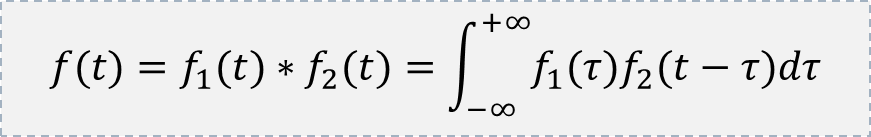 f(t) = f₁(t) ∗ f₂(t) = ∫₋∞⁺∞ f₁(τ)f₂(t − τ)dτ